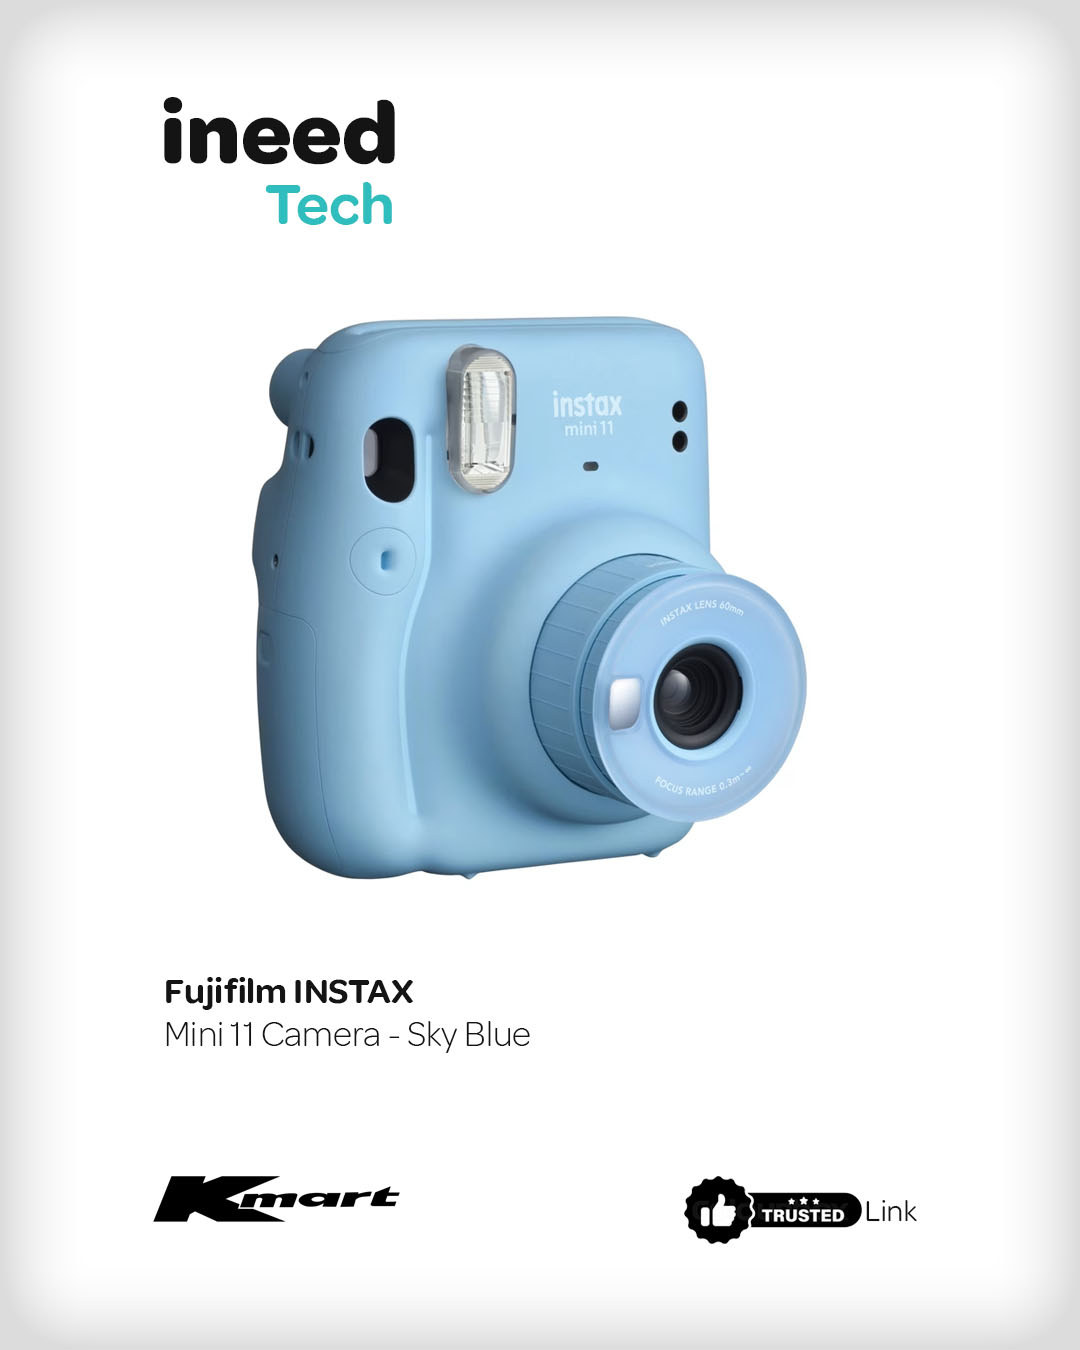 ineed
Tech
instax
mini 11
INSTAX LENS 60mm
FOCUS RANGE 0.3m~∞
Fujifilm INSTAX
Mini 11 Camera - Sky Blue
Kmart
TRUSTED
Link